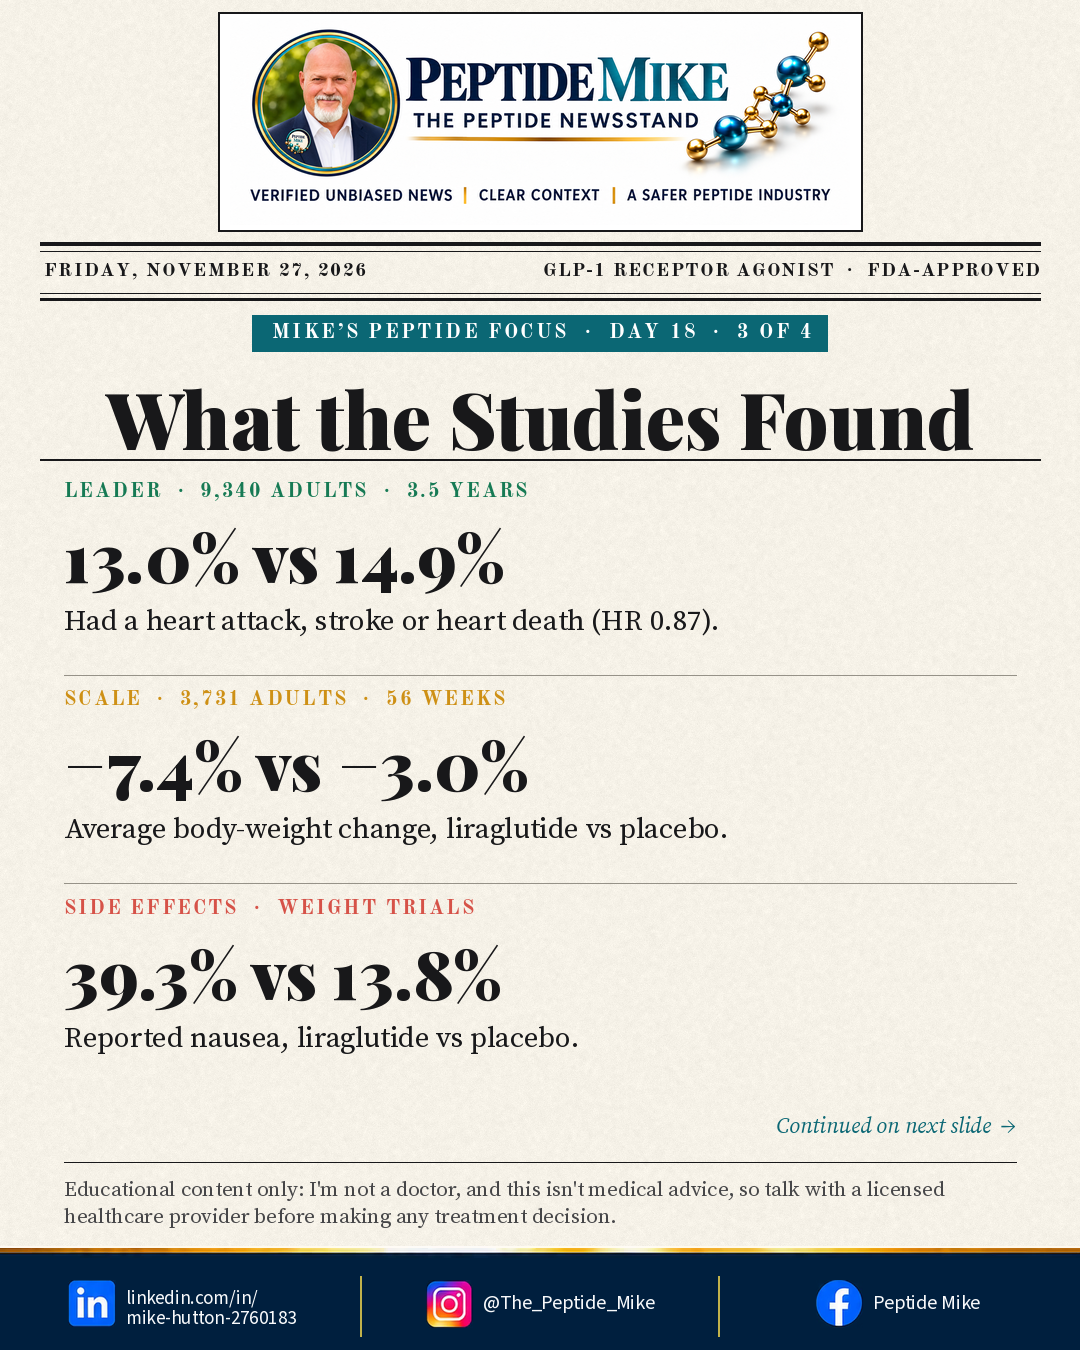 PEPTIDEMIKE
THE PEPTIDE NEWSSTAND
VERIFIED UNBIASED NEWS | CLEAR CONTEXT | A SAFER PEPTIDE INDUSTRY
FRIDAY, NOVEMBER 27, 2026
GLP-1 RECEPTOR AGONIST · FDA-APPROVED
MIKE'S PEPTIDE FOCUS · DAY 18 · 3 OF 4
What the Studies Found
LEADER · 9,340 ADULTS · 3.5 YEARS
13.0% vs 14.9%
Had a heart attack, stroke or heart death (HR 0.87).
SCALE · 3,731 ADULTS · 56 WEEKS
−7.4% vs −3.0%
Average body-weight change, liraglutide vs placebo.
SIDE EFFECTS · WEIGHT TRIALS
39.3% vs 13.8%
Reported nausea, liraglutide vs placebo.
Continued on next slide →
Educational content only: I'm not a doctor, and this isn't medical advice, so talk with a licensed
healthcare provider before making any treatment decision.
linkedin.com/in/
mike-hutton-2760183
@The_Peptide_Mike
Peptide Mike